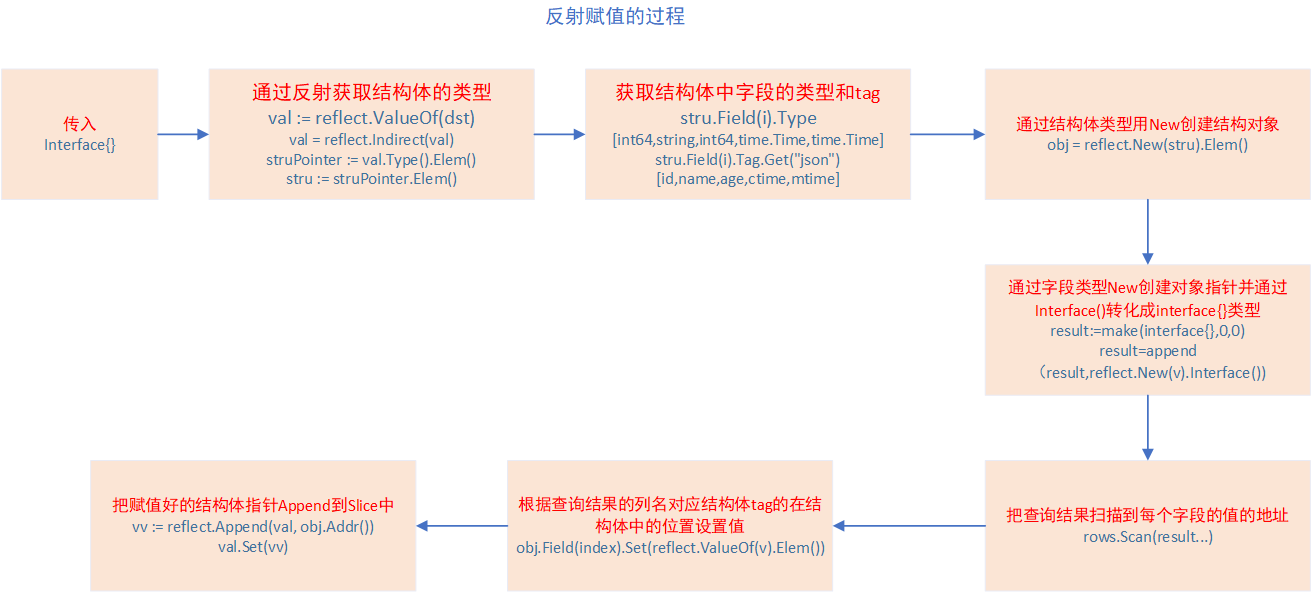 反射赋值的过程
传入
Interface{}
通过反射获取结构体的类型
val := reflect.ValueOf(dst)
val = reflect.Indirect(val)
struPointer := val.Type().Elem()
stru := struPointer.Elem()
获取结构体中字段的类型和tag
stru.Field(i).Type
[int64,string,int64,time.Time,time.Time]
stru.Field(i).Tag.Get("json")
[id,name,age,ctime,mtime]
通过结构体类型用New创建结构对象
obj = reflect.New(stru).Elem()
通过字段类型New创建对象指针并通过
Interface()转化成interface{}类型
result:=make(interface{},0,0)
result=append
（result,reflect.New(v).Interface())
把查询结果扫描到每个字段的值的地址
rows.Scan(result...)
根据查询结果的列名对应结构体tag的在结
构体中的位置设置值
obj.Field(index).Set(reflect.ValueOf(v).Elem())
把赋值好的结构体指针Append到Slice中
vv := reflect.Append(val, obj.Addr())
val.Set(vv)